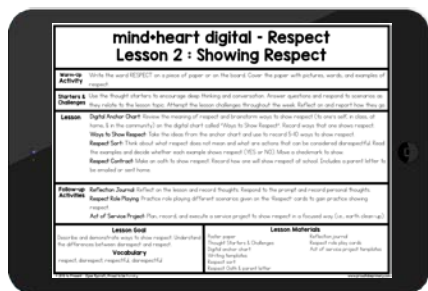 mind+heart digital - Respect
Lesson 2 : Showing Respect
Warm-Up Activity
Write the word RESPECT on a piece of paper or on the board. Cover the paper with pictures, words, and examples of
respect.
Starters & Challenges
Use the thought starters to encourage deep thinking and conversation. Answer questions and respond to scenarios as
they relate to the lesson topic. Attempt the lesson challenges throughout the week. Reflect on and report how they go.
Lesson
Digital Anchor Chart: Review the meaning of respect and brainstorm ways to show respect (to one's self, in class, at
home, & in the community) on the digital chart called "Ways to Show Respect". Record ways that one shows respect.
Ways to Show Respect: Take the ideas from the anchor chart and use to record 5-10 ways to show respect.
Respect Sort: Think about what respect does not mean and what are actions that can be considered disrespectful. Read
the examples and decide whether each example shows respect (YES or NO). Move a checkmark to show.
Respect Contract: Make an oath to show respect. Record how one will show respect at school. Includes a parent letter to
be emailed or sent home.
Follow-up Activities
Reflection Journal: Reflect on the lesson and record thoughts. Respond to the prompt and record personal thoughts.
Respect Role Playing: Practice role playing different scenarios given on the 'Respect' cards to gain practice showing
respect.
Act of Service Project: Plan, record, and execute a service project to show respect in a focused way (i.e. earth clean-up).
Lesson Goal
Describe and demonstrate ways to show respect. Understand
the differences between disrespect and respect.
Vocabulary
respect, disrespect, respectful, disrespectful
Lesson Materials
Poster paper
Thought Starters & Challenges
Digital anchor chart
Writing templates
Respect sort
Respect Oath & parent letter
Reflection journal
Respect role play cards
Act of service project templates